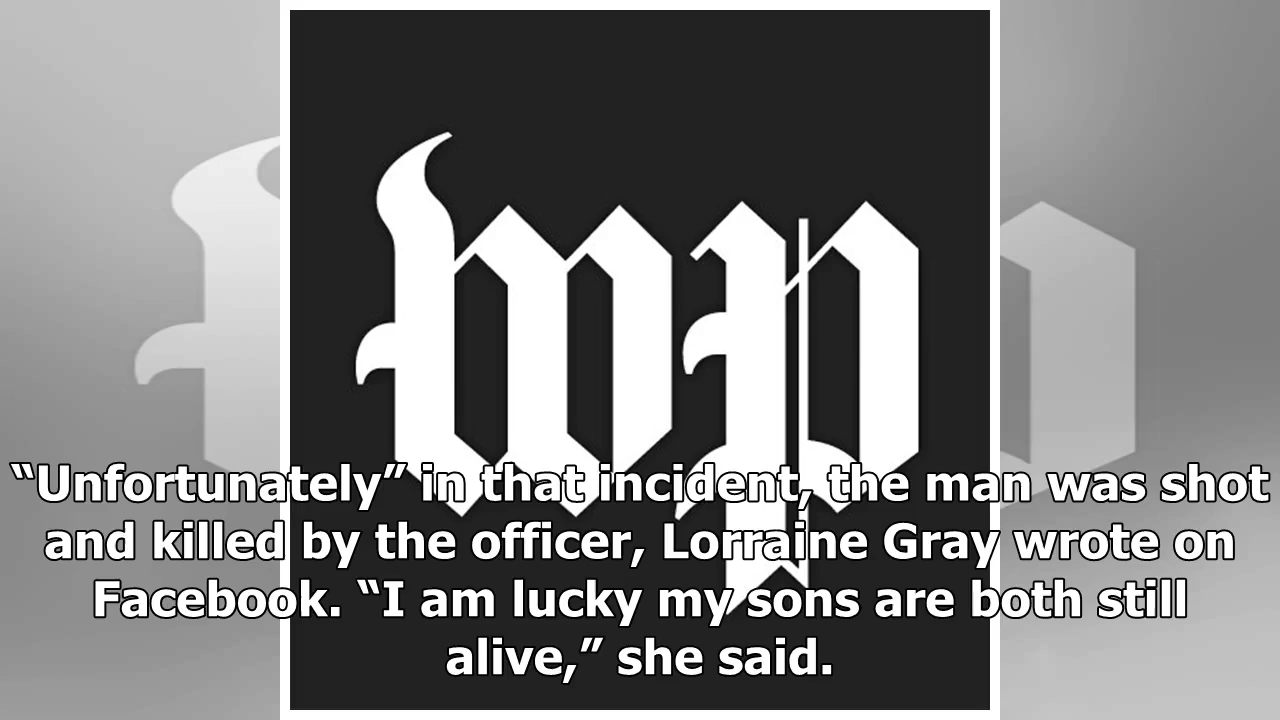 wp
“Unfortunately” in that incident, the man was shot
and killed by the officer, Lorraine Gray wrote on
Facebook. “I am lucky my sons are both still
alive,” she said.